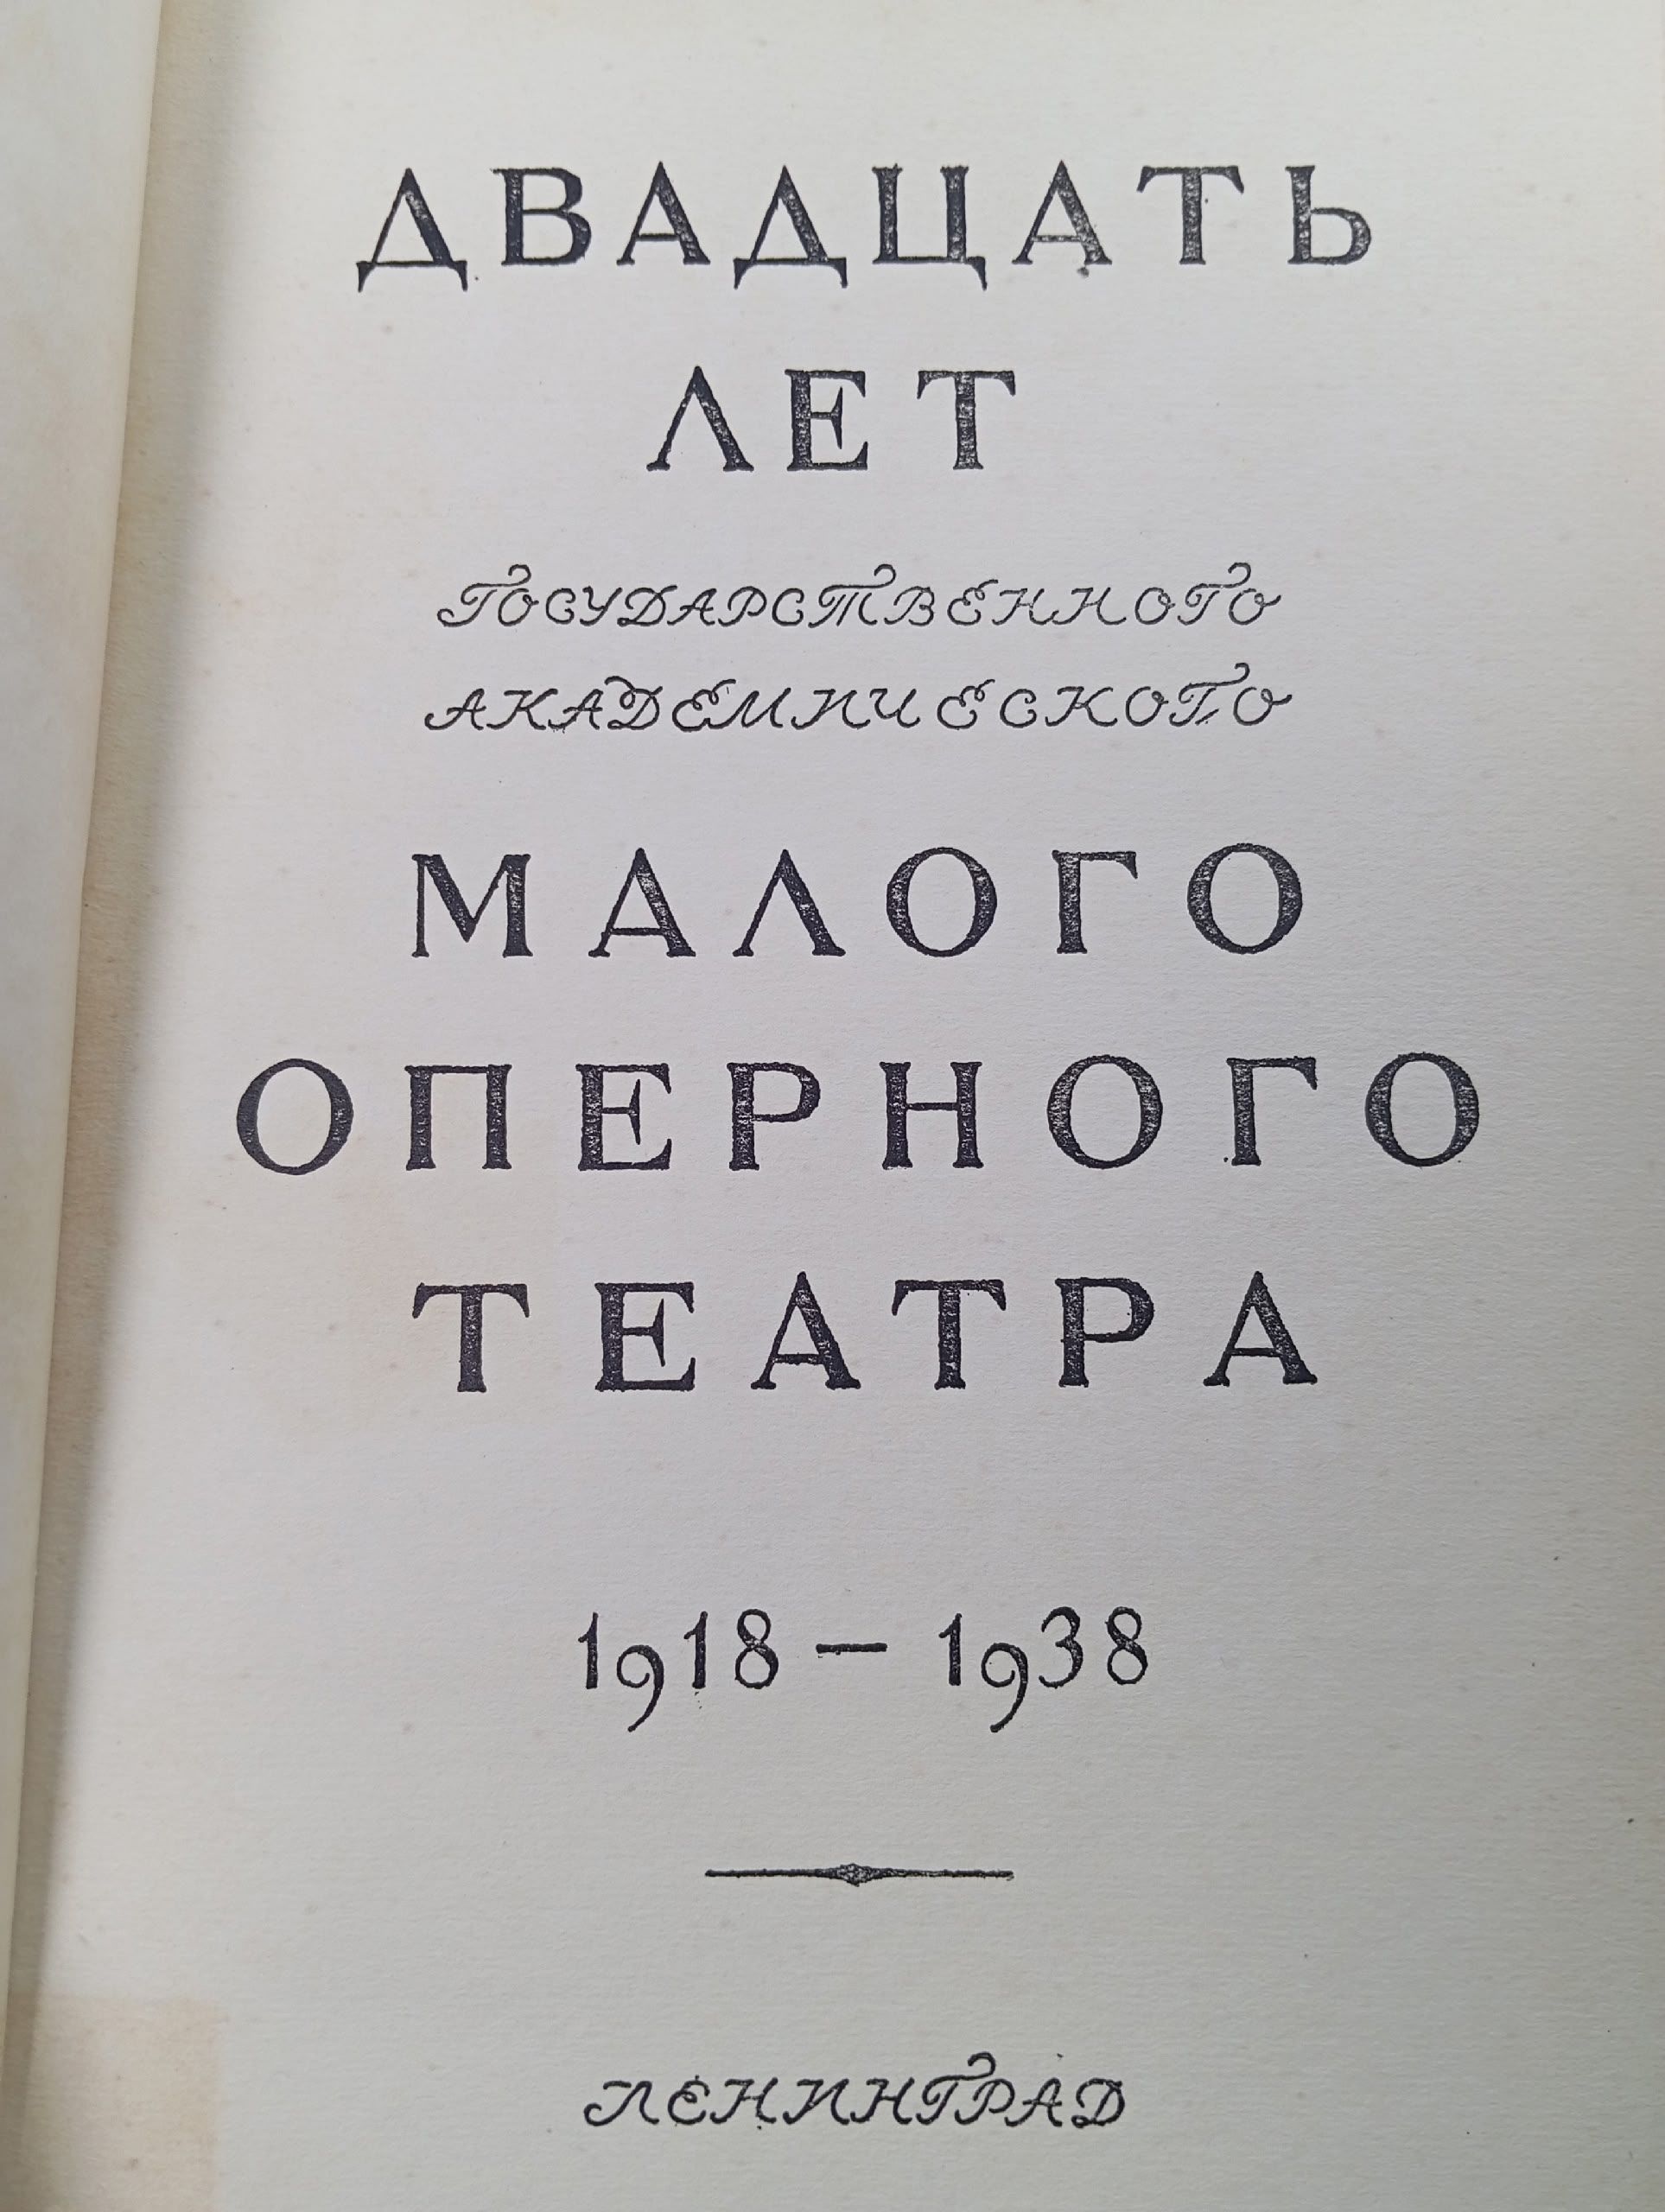 ДВАДЦАТЬ
ЛЕТ
ГОСУДАРСТВЕННОГО
АКАДЕМИЧЕСКОГО
МАЛОГО
ОПЕРНОГО
ТЕАТРА
1918 — 1938
ЛЕНИНГРАД